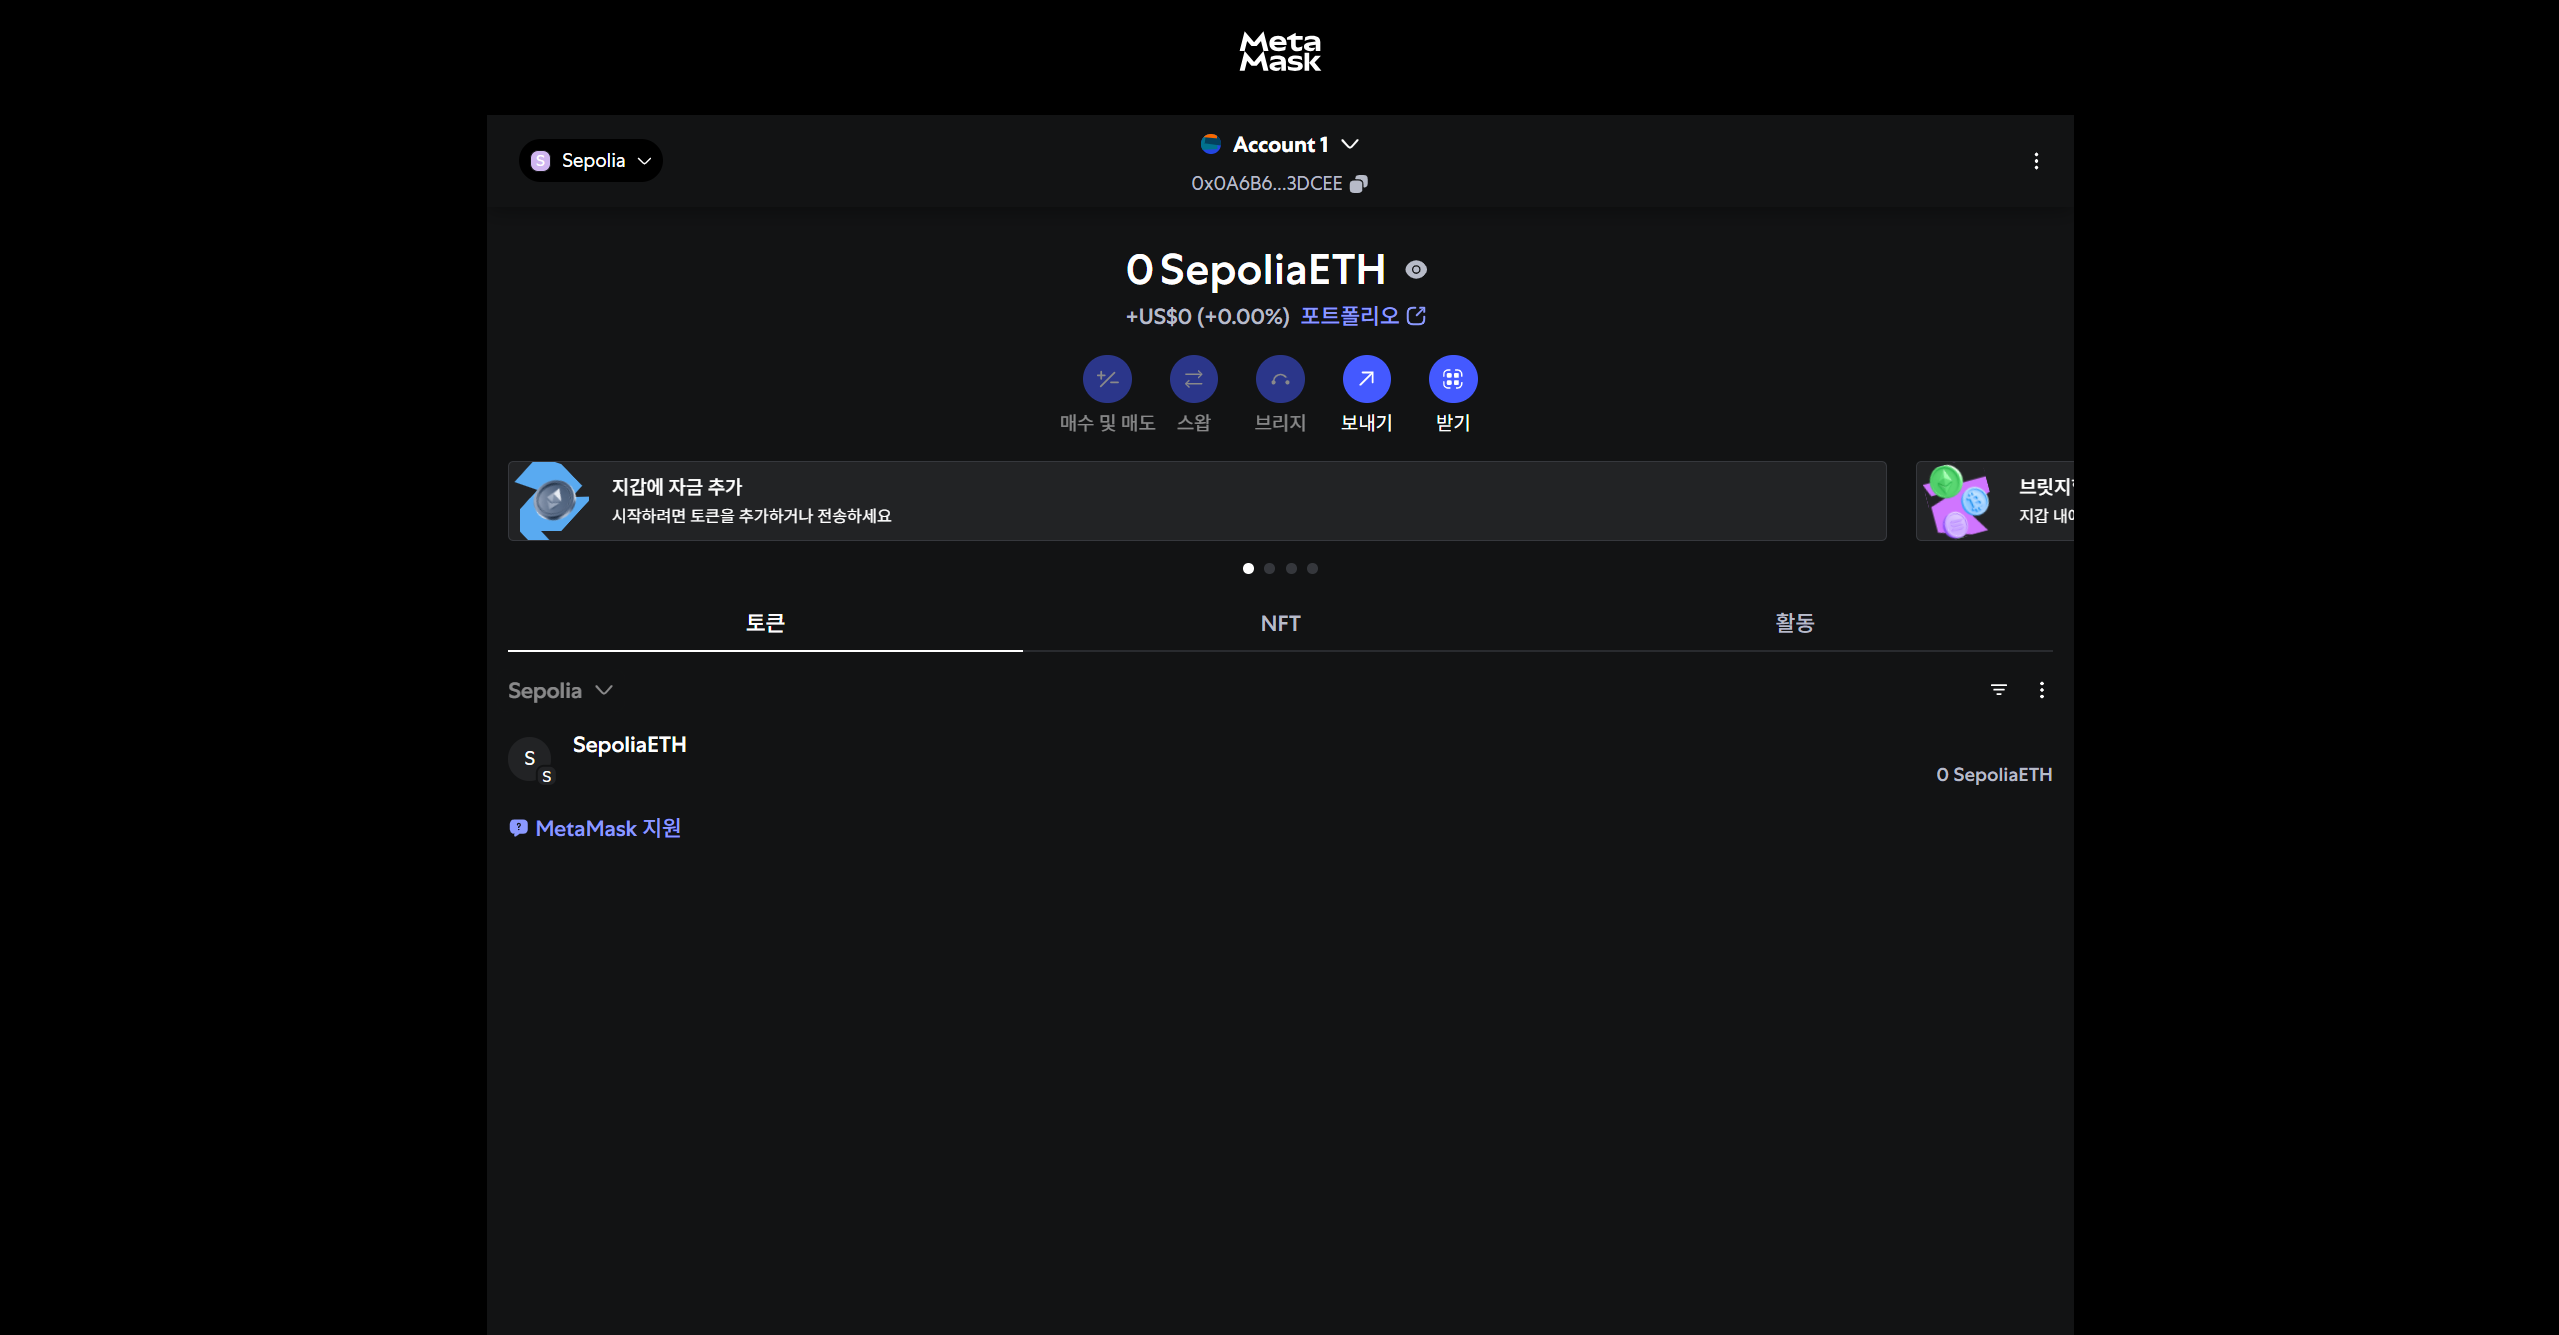 Meta
Mask
S Sepolia
Account 1
0x0A6B6...3DCEE
0 SepoliaETH
+US$0 (+0.00%) 포트폴리오
매수 및 매도 스왑 브리지 보내기 받기
지갑에 자금 추가
시작하려면 토큰을 추가하거나 전송하세요
브릿지
지갑 내
토큰 NFT 활동
Sepolia
S S SepoliaETH
0 SepoliaETH
MetaMask 지원